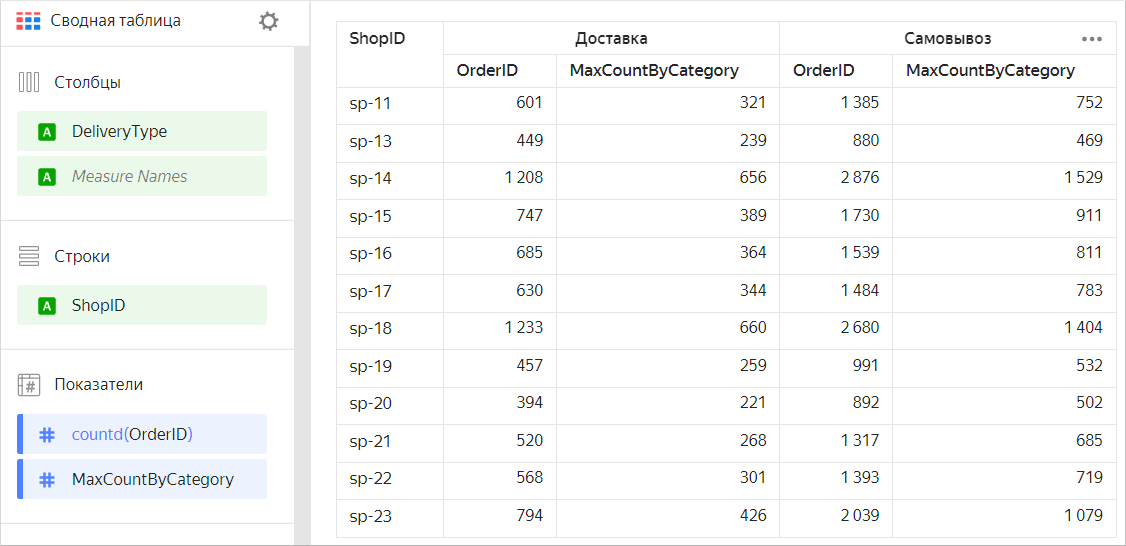 Сводная таблица
Столбцы
DeliveryType
Measure Names
Строки
ShopID
Показатели
countd(OrderID)
MaxCountByCategory
ShopID Доставка Самовывоз
OrderID MaxCountByCategory OrderID MaxCountByCategory
sp-11 601 321 1 385 752
sp-13 449 239 880 469
sp-14 1 208 656 2 876 1 529
sp-15 747 389 1 730 911
sp-16 685 364 1 539 811
sp-17 630 344 1 484 783
sp-18 1 233 660 2 680 1 404
sp-19 457 259 991 532
sp-20 394 221 892 502
sp-21 520 268 1 317 685
sp-22 568 301 1 393 719
sp-23 794 426 2 039 1 079